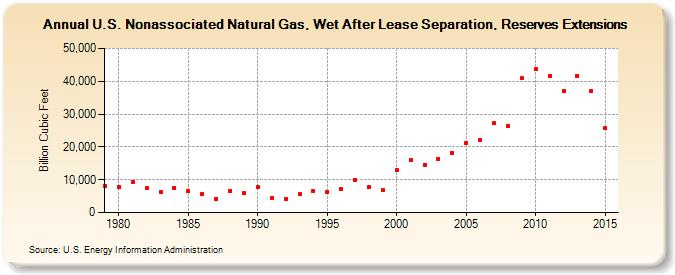 Annual U.S. Nonassociated Natural Gas, Wet After Lease Separation, Reserves Extensions
Billion Cubic Feet
50,000
40,000
30,000
20,000
10,000
0
1980 1985 1990 1995 2000 2005 2010 2015
Source: U.S. Energy Information Administration